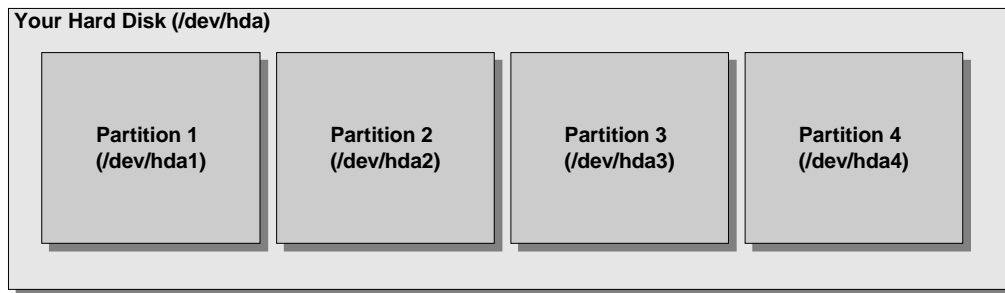 Your Hard Disk (/dev/hda)
Partition 1
(/dev/hda1)
Partition 2
(/dev/hda2)
Partition 3
(/dev/hda3)
Partition 4
(/dev/hda4)